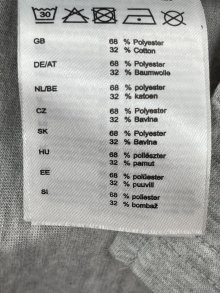 30
GB 68 % Polyester
32 % Cotton
DE/AT 68 % Polyester
32 % Baumwolle
NL/BE 68 % Polyester
32 % katoen
CZ 68 % Polyester
32 % Bavlna
SK 68 % Polyester
32 % Bavlna
HU 68 % poliészter
32 % pamut
EE 68 % polüester
32 % puuvill
SI 68 % poliester
32 % bombaž